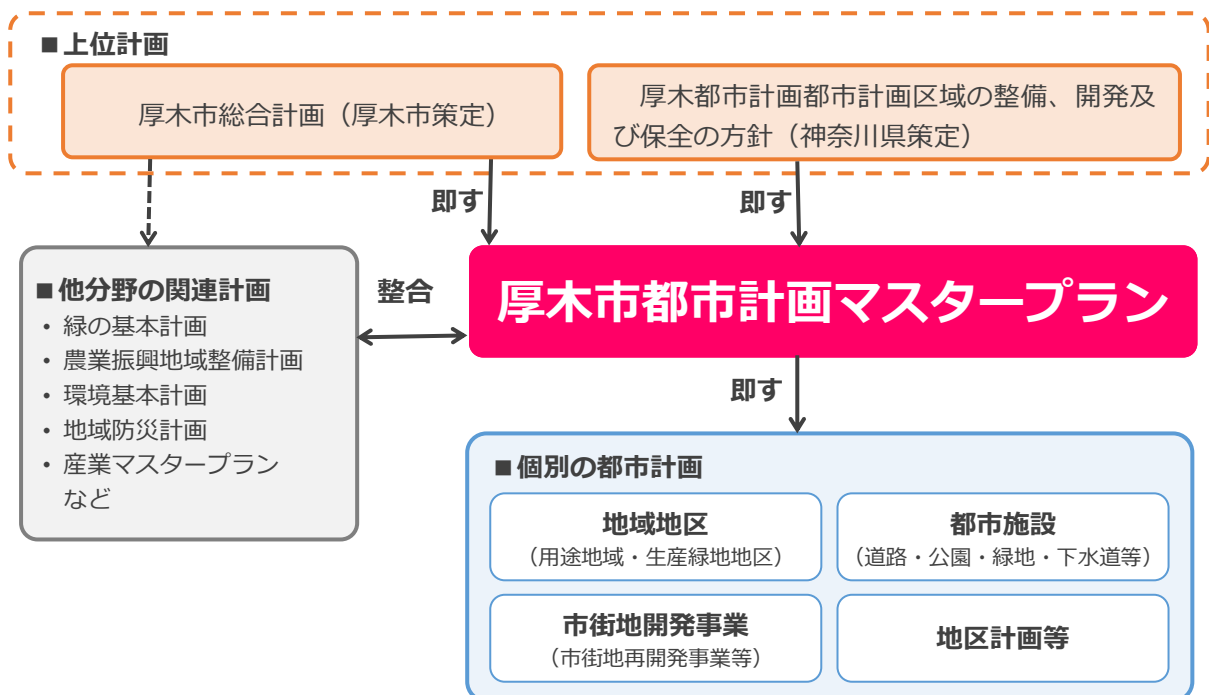 ■上位計画
厚木市総合計画（厚木市策定）
厚木都市計画都市計画区域の整備、開発及
び保全の方針（神奈川県策定）
即す
即す
■他分野の関連計画
・緑の基本計画
・農業振興地域整備計画
・環境基本計画
・地域防災計画
・産業マスタープラン
など
整合
厚木市都市計画マスタープラン
即す
■個別の都市計画
地域地区
（用途地域・生産緑地地区）
都市施設
（道路・公園・緑地・下水道等）
市街地開発事業
（市街地再開発事業等）
地区計画等